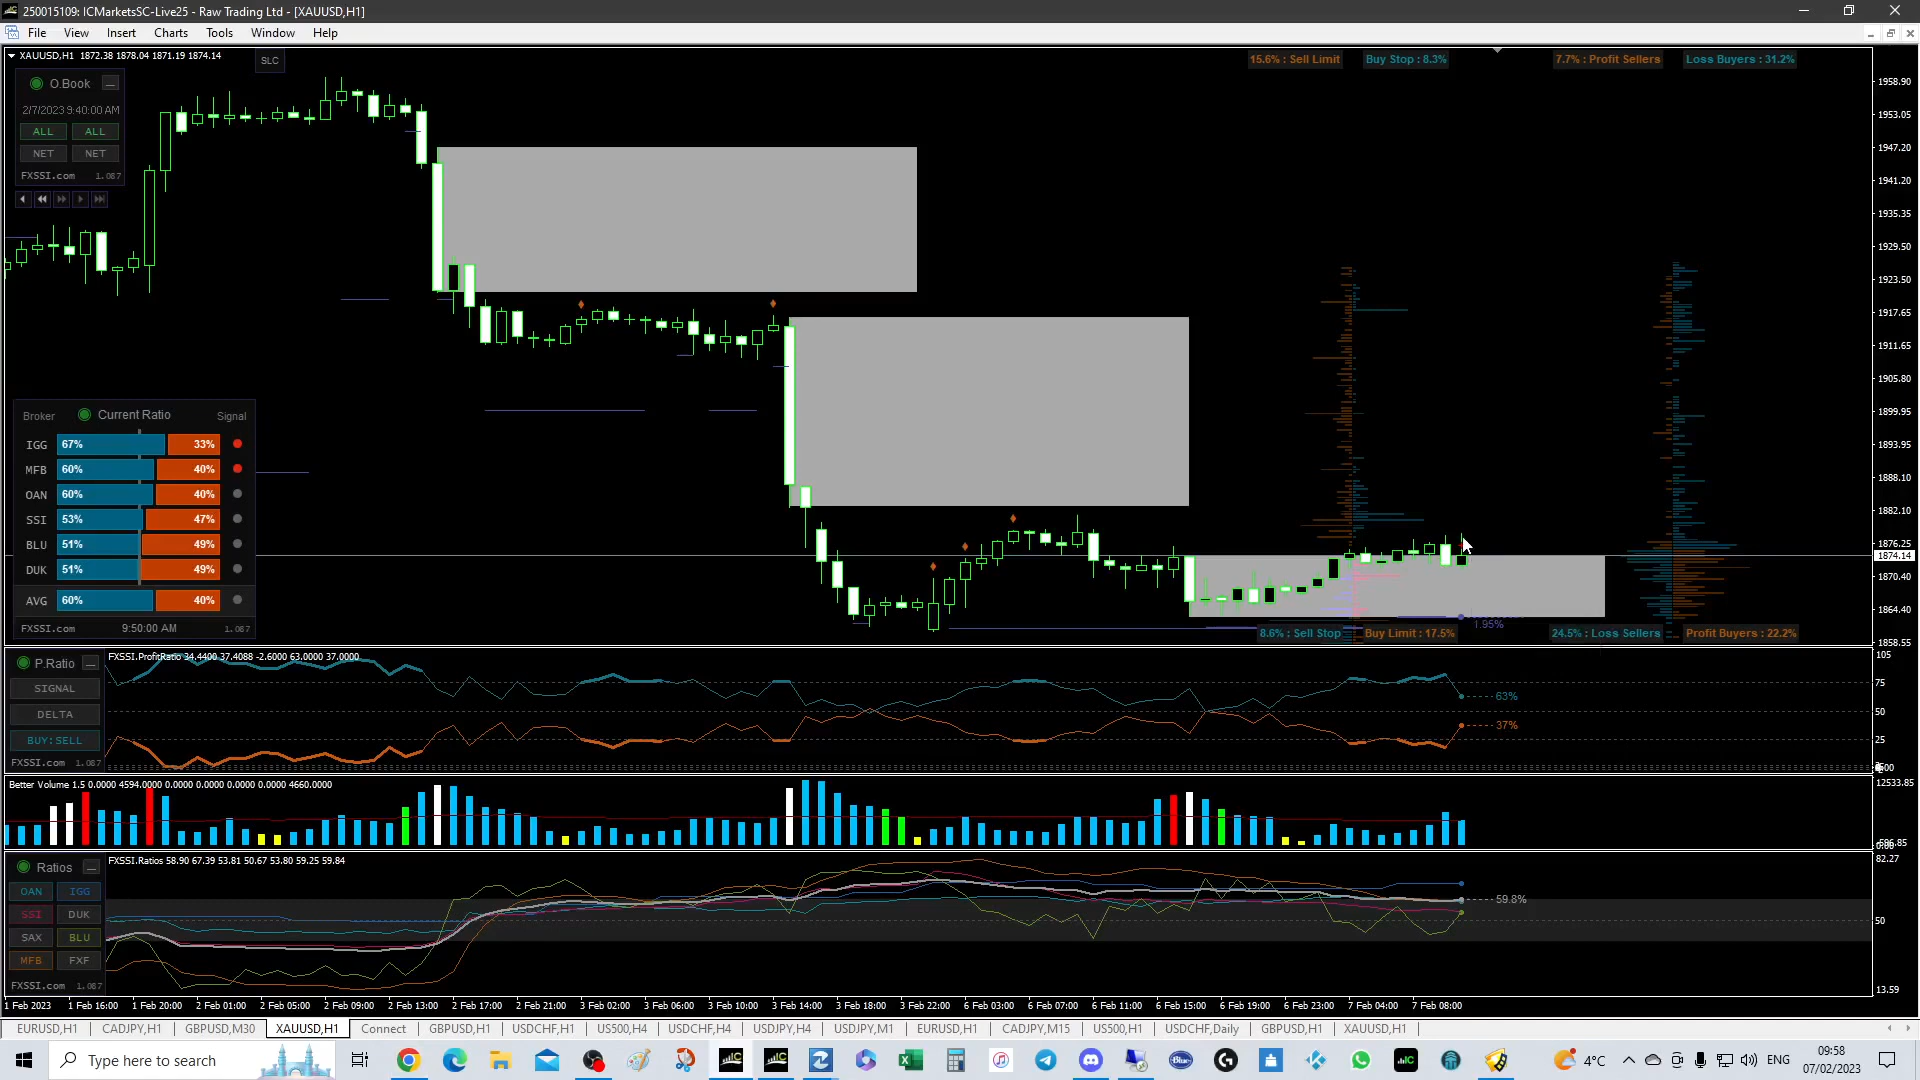 250015109: ICMarketsSC-Live25 - Raw Trading Ltd - [XAUUSD,H1]
File View Insert Charts Tools Window Help
XAUUSD,H1 1872.38 1878.04 1871.19 1874.14
SLC
15.6% : Sell Limit
Buy Stop : 8.3%
7.7% : Profit Sellers
Loss Buyers : 31.2%
O.Book
2/7/2023 9:40:00 AM
ALL ALL
NET NET
FXSSI.com 1.087
1958.90
1953.05
1947.20
1941.20
1935.35
1929.50
1923.50
1917.65
1911.65
1905.80
1899.95
1893.95
1888.10
1882.10
1876.25
1874.14
1870.40
1864.40
1858.55
Broker Current Ratio Signal
IGG 67% 33%
MFB 60% 40%
OAN 60% 40%
SSI 53% 47%
BLU 51% 49%
DUK 51% 49%
AVG 60% 40%
FXSSI.com 9:50:00 AM 1.087
1.95%
8.6% : Sell Stop
Buy Limit : 17.5%
24.5% : Loss Sellers
Profit Buyers : 22.2%
P.Ratio
FXSSI.ProfitRatio 34.4400 37.4088 -2.6000 63.0000 37.0000
SIGNAL
DELTA
BUY:SELL
FXSSI.com 1.087
63%
37%
105
75
50
25
Better Volume 1.5 0.0000 4594.0000 0.0000 0.0000 0.0000 0.0000 4660.0000
12533.85
Ratios
FXSSI.Ratios 58.90 67.39 53.81 50.67 53.80 59.25 59.84
OAN IGG
SSI DUK
SAX BLU
MFB FXF
FXSSI.com 1.087
59.8%
82.27
50
13.59
1 Feb 2023 1 Feb 16:00 1 Feb 20:00 2 Feb 01:00 2 Feb 05:00 2 Feb 09:00 2 Feb 13:00 2 Feb 17:00 2 Feb 21:00 3 Feb 02:00 3 Feb 06:00 3 Feb 10:00 3 Feb 14:00 3 Feb 18:00 3 Feb 22:00 6 Feb 03:00 6 Feb 07:00 6 Feb 11:00 6 Feb 15:00 6 Feb 19:00 6 Feb 23:00 7 Feb 04:00 7 Feb 08:00
EURUSD,H1 CADJPY,H1 GBPUSD,M30 XAUUSD,H1 Connect GBPUSD,H1 USDCHF,H1 US500,H4 USDCHF,H4 USDJPY,H4 USDJPY,M1 EURUSD,H1 CADJPY,M15 US500,H1 USDCHF,Daily GBPUSD,H1 XAUUSD,H1
Type here to search
4°C
ENG
09:58
07/02/2023